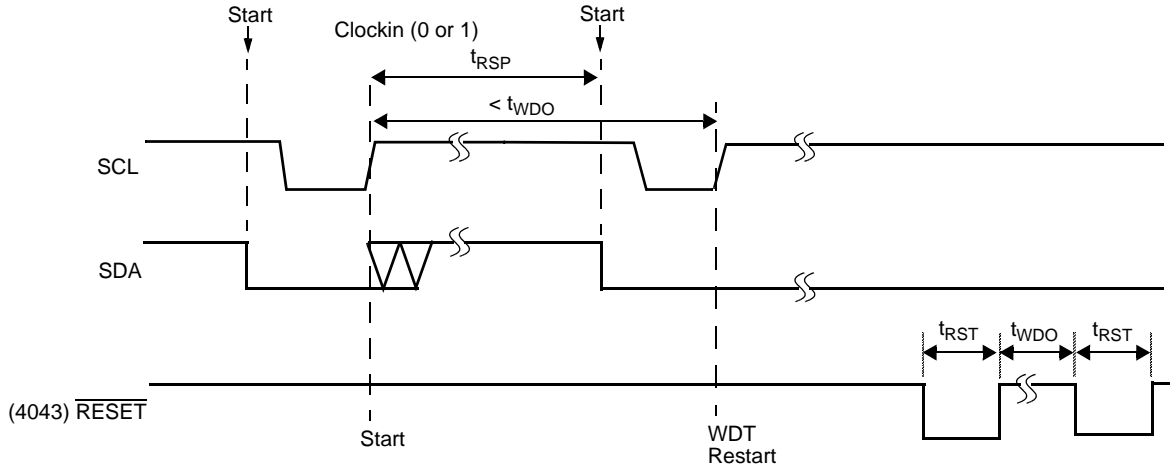 Start
Start
Clockin (0 or 1)
tRSP
< tWDO
SCL
SDA
tRST
tWDO
tRST
(4043) RESET
Start
WDT
Restart